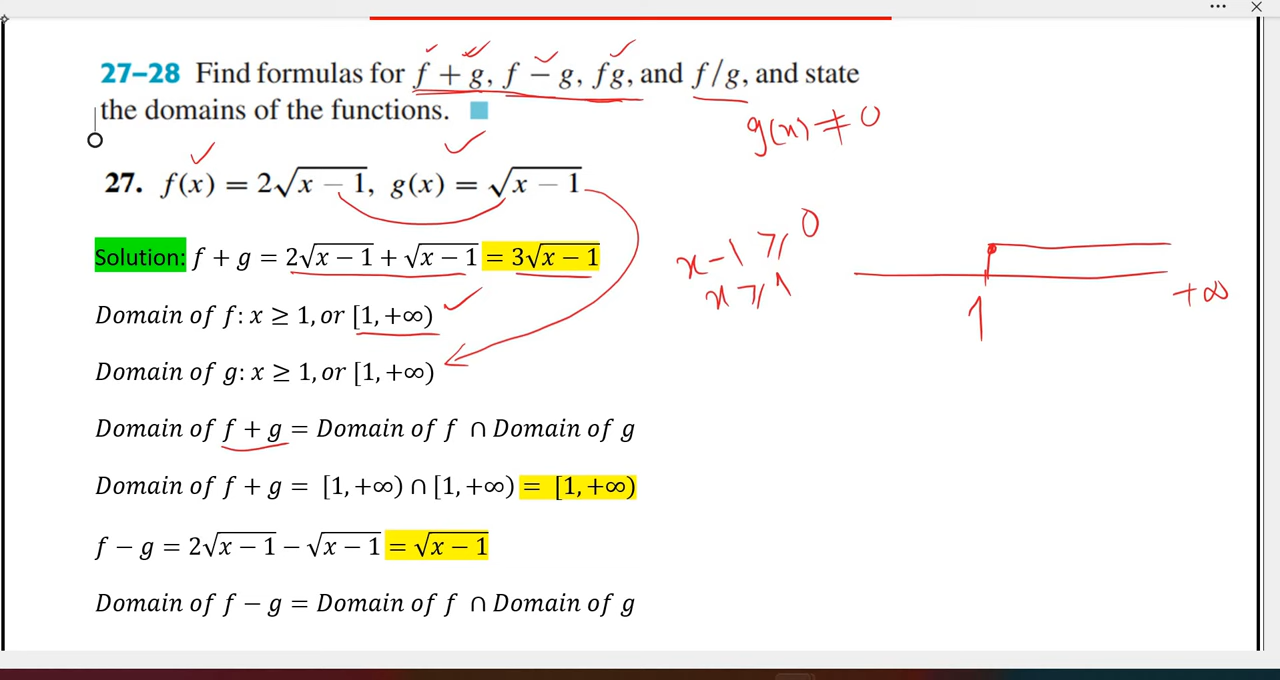 27–28 Find formulas for f + g, f − g, fg, and f/g, and state
the domains of the functions.
g(x) ≠ 0
27. f(x) = 2√(x − 1), g(x) = √(x − 1)
Solution: f + g = 2√(x − 1) + √(x − 1) = 3√(x − 1)
x-1 ≥ 0
x ≥ 1
1
+∞
Domain of f: x ≥ 1, or [1, +∞)
Domain of g: x ≥ 1, or [1, +∞)
Domain of f + g = Domain of f ∩ Domain of g
Domain of f + g = [1, +∞) ∩ [1, +∞) = [1, +∞)
f − g = 2√(x − 1) − √(x − 1) = √(x − 1)
Domain of f − g = Domain of f ∩ Domain of g